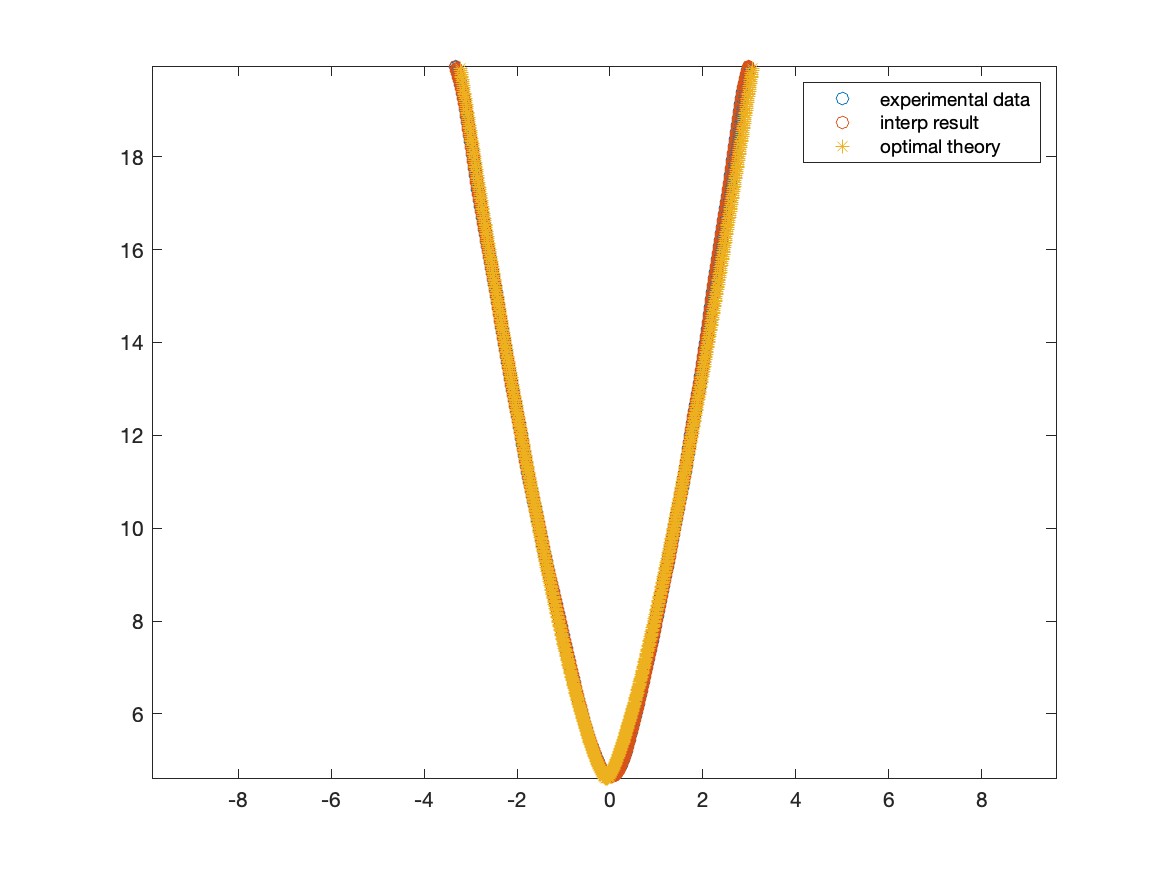 experimental data
interp result
optimal theory
18
16
14
12
10
8
6
-8 -6 -4 -2 0 2 4 6 8